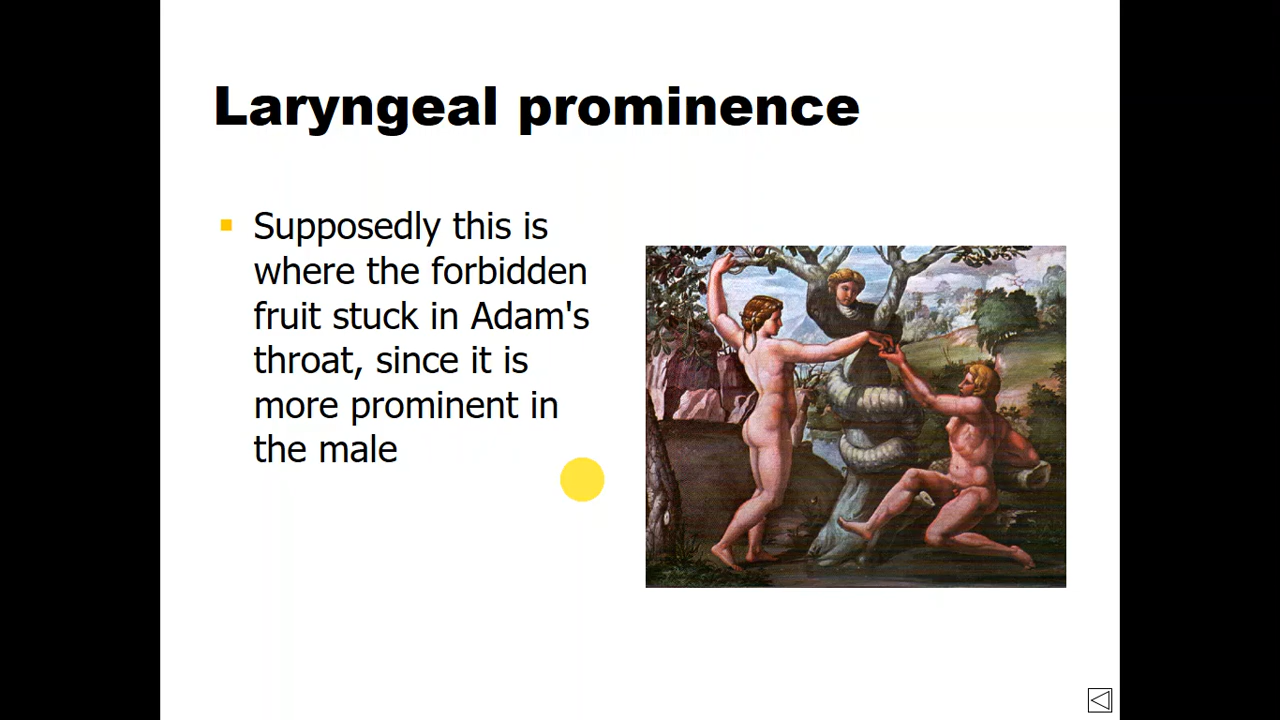 Laryngeal prominence
Supposedly this is
where the forbidden
fruit stuck in Adam's
throat, since it is
more prominent in
the male